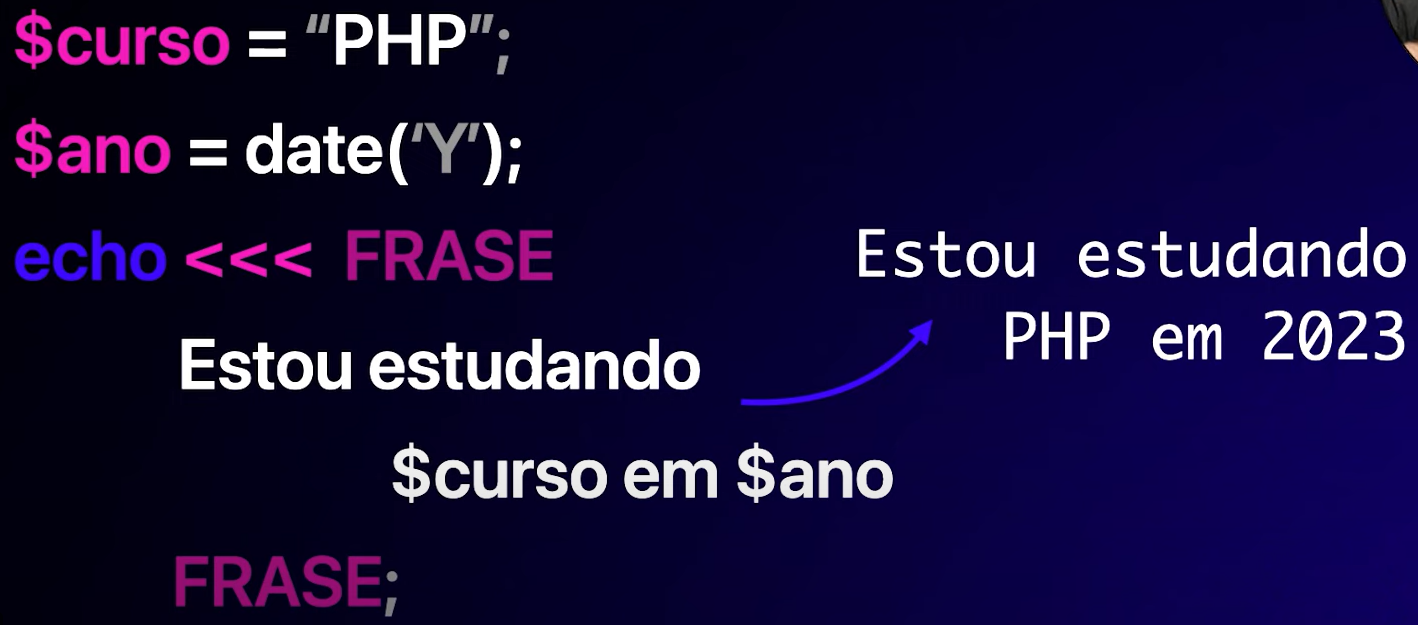 $curso = “PHP”;
$ano = date(‘Y’);
echo <<< FRASE
Estou estudando
$curso em $ano
FRASE;
Estou estudando
PHP em 2023